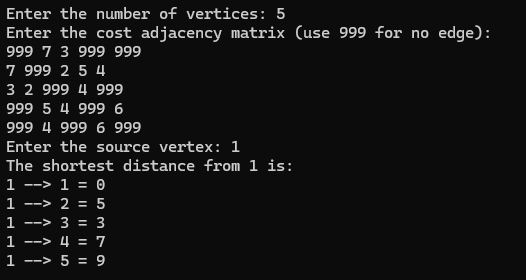 Enter the number of vertices: 5
Enter the cost adjacency matrix (use 999 for no edge):
999 7 3 999 999
7 999 2 5 4
3 2 999 4 999
999 5 4 999 6
999 4 999 6 999
Enter the source vertex: 1
The shortest distance from 1 is:
1 --> 1 = 0
1 --> 2 = 5
1 --> 3 = 3
1 --> 4 = 7
1 --> 5 = 9